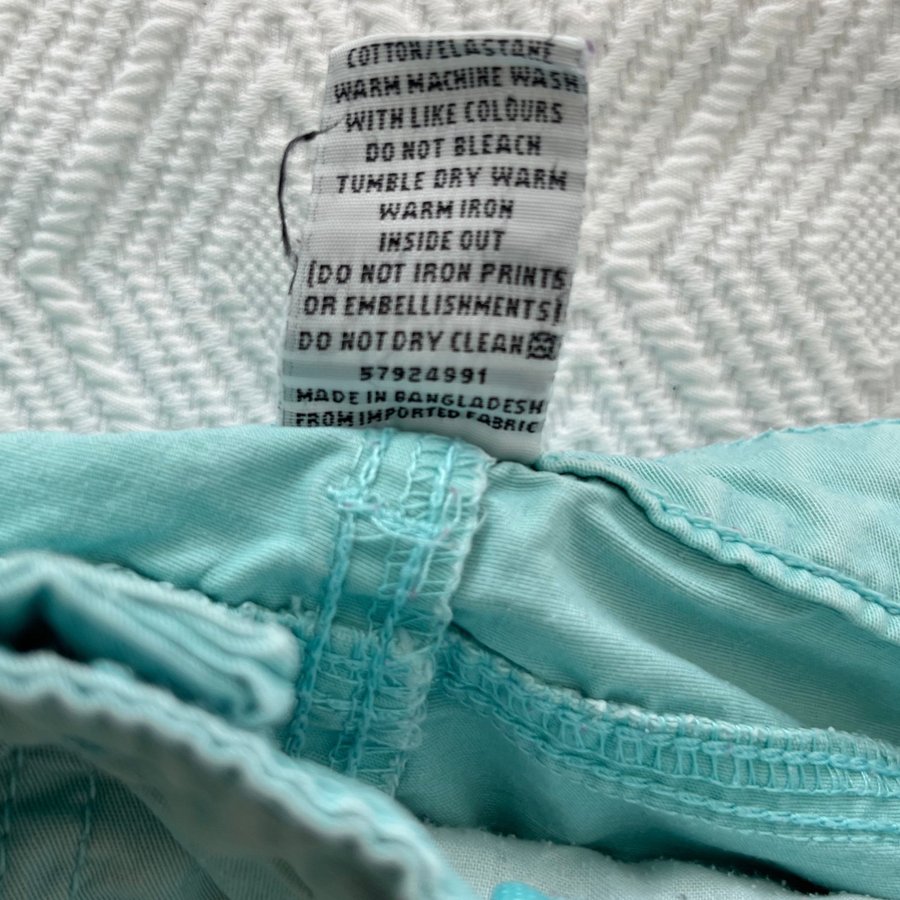 COTTON/ELASTANE
WARM MACHINE WASH
WITH LIKE COLOURS
DO NOT BLEACH
TUMBLE DRY WARM
WARM IRON
INSIDE OUT
(DO NOT IRON PRINTS
OR EMBELLISHMENTS)
DO NOT DRY CLEAN
57924991
MADE IN BANGLADESH
FROM IMPORTED FABRIC